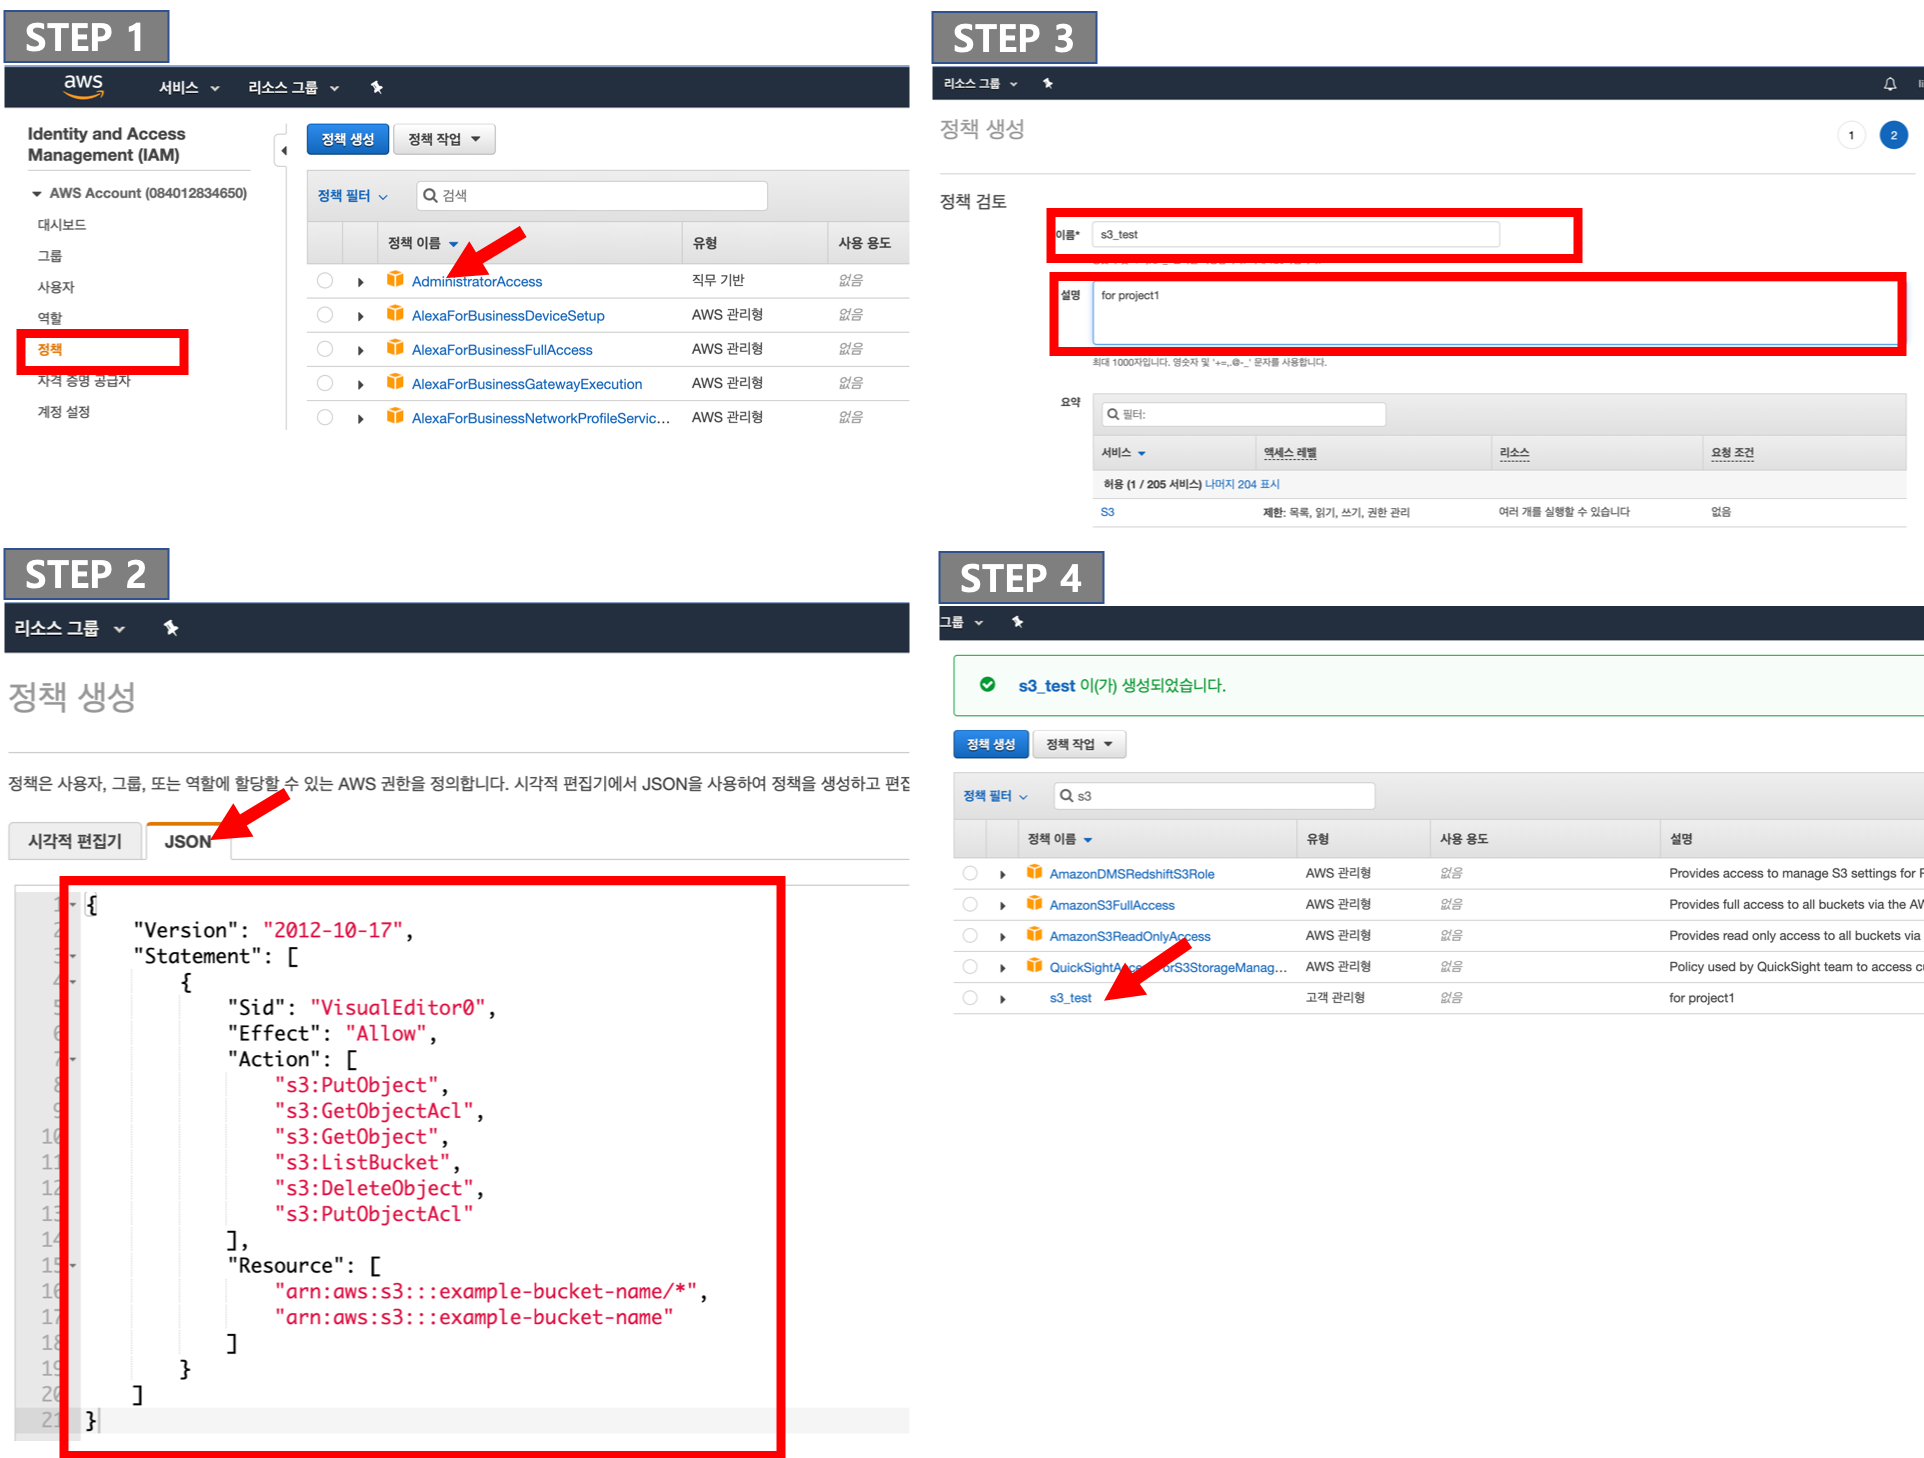 STEP 1
aws 서비스 리소스 그룹
Identity and Access
Management (IAM)
AWS Account (084012834650)
대시보드
그룹
사용자
역할
정책
자격 증명 공급자
계정 설정
정책 생성 정책 작업
정책 필터 검색
정책 이름 유형 사용 용도
AdministratorAccess 직무 기반 없음
AlexaForBusinessDeviceSetup AWS 관리형 없음
AlexaForBusinessFullAccess AWS 관리형 없음
AlexaForBusinessGatewayExecution AWS 관리형 없음
AlexaForBusinessNetworkProfileServic... AWS 관리형 없음
STEP 2
리소스 그룹
정책 생성
정책은 사용자, 그룹, 또는 역할에 할당할 수 있는 AWS 권한을 정의합니다. 시각적 편집기에서 JSON을 사용하여 정책을 생성하고 편집
시각적 편집기 JSON
1 {
2 "Version": "2012-10-17",
3 "Statement": [
4 {
5 "Sid": "VisualEditor0",
6 "Effect": "Allow",
7 "Action": [
8 "s3:PutObject",
9 "s3:GetObjectAcl",
10 "s3:GetObject",
11 "s3:ListBucket",
12 "s3:DeleteObject",
13 "s3:PutObjectAcl"
14 ],
15 "Resource": [
16 "arn:aws:s3:::example-bucket-name/*",
17 "arn:aws:s3:::example-bucket-name"
18 ]
19 }
20 ]
21 }
STEP 3
리소스 그룹
정책 생성
1 2
정책 검토
이름* s3_test
설명 for project1
최대 1000자입니다. 영숫자 및 '+=,.@-_' 문자를 사용합니다.
요약 필터:
서비스 액세스 레벨 리소스 요청 조건
허용 (1 / 205 서비스) 나머지 204 표시
S3 제한: 목록, 읽기, 쓰기, 권한 관리 여러 개를 실행할 수 있습니다 없음
STEP 4
그룹
s3_test 이(가) 생성되었습니다.
정책 생성 정책 작업
정책 필터 s3
정책 이름 유형 사용 용도 설명
AmazonDMSRedshiftS3Role AWS 관리형 없음 Provides access to manage S3 settings for
AmazonS3FullAccess AWS 관리형 없음 Provides full access to all buckets via the
AmazonS3ReadOnlyAccess AWS 관리형 없음 Provides read only access to all buckets via
AWS 관리형 없음 Policy used by QuickSight team to access
s3_test 고객 관리형 없음 for project1